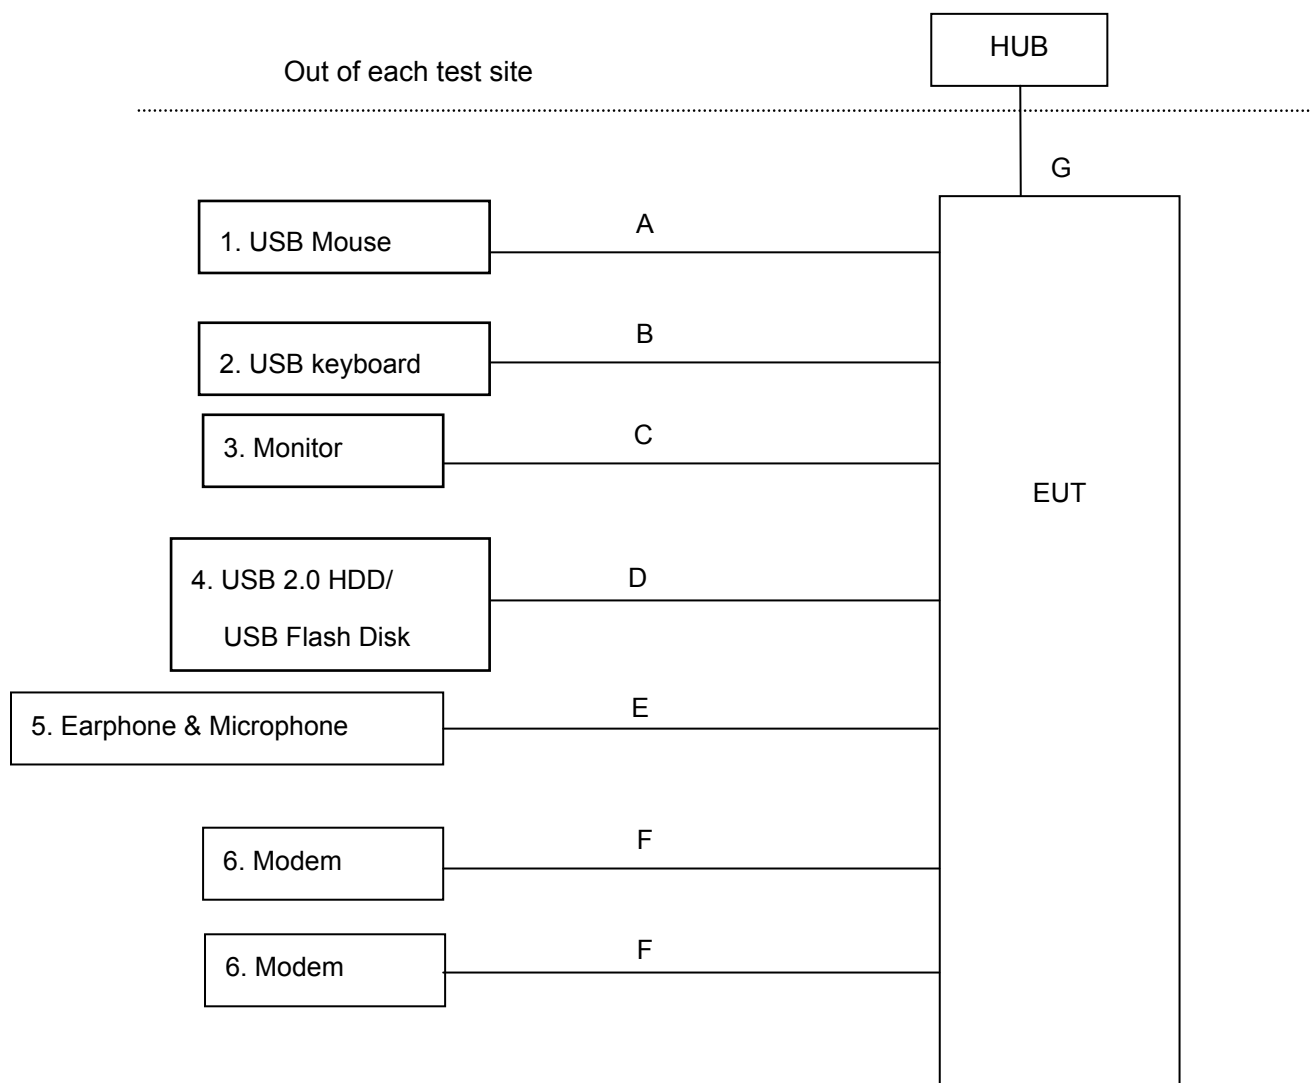 HUB
Out of each test site
G
1. USB Mouse
A
2. USB keyboard
B
3. Monitor
C
EUT
4. USB 2.0 HDD/
USB Flash Disk
D
5. Earphone & Microphone
E
6. Modem
F
6. Modem
F